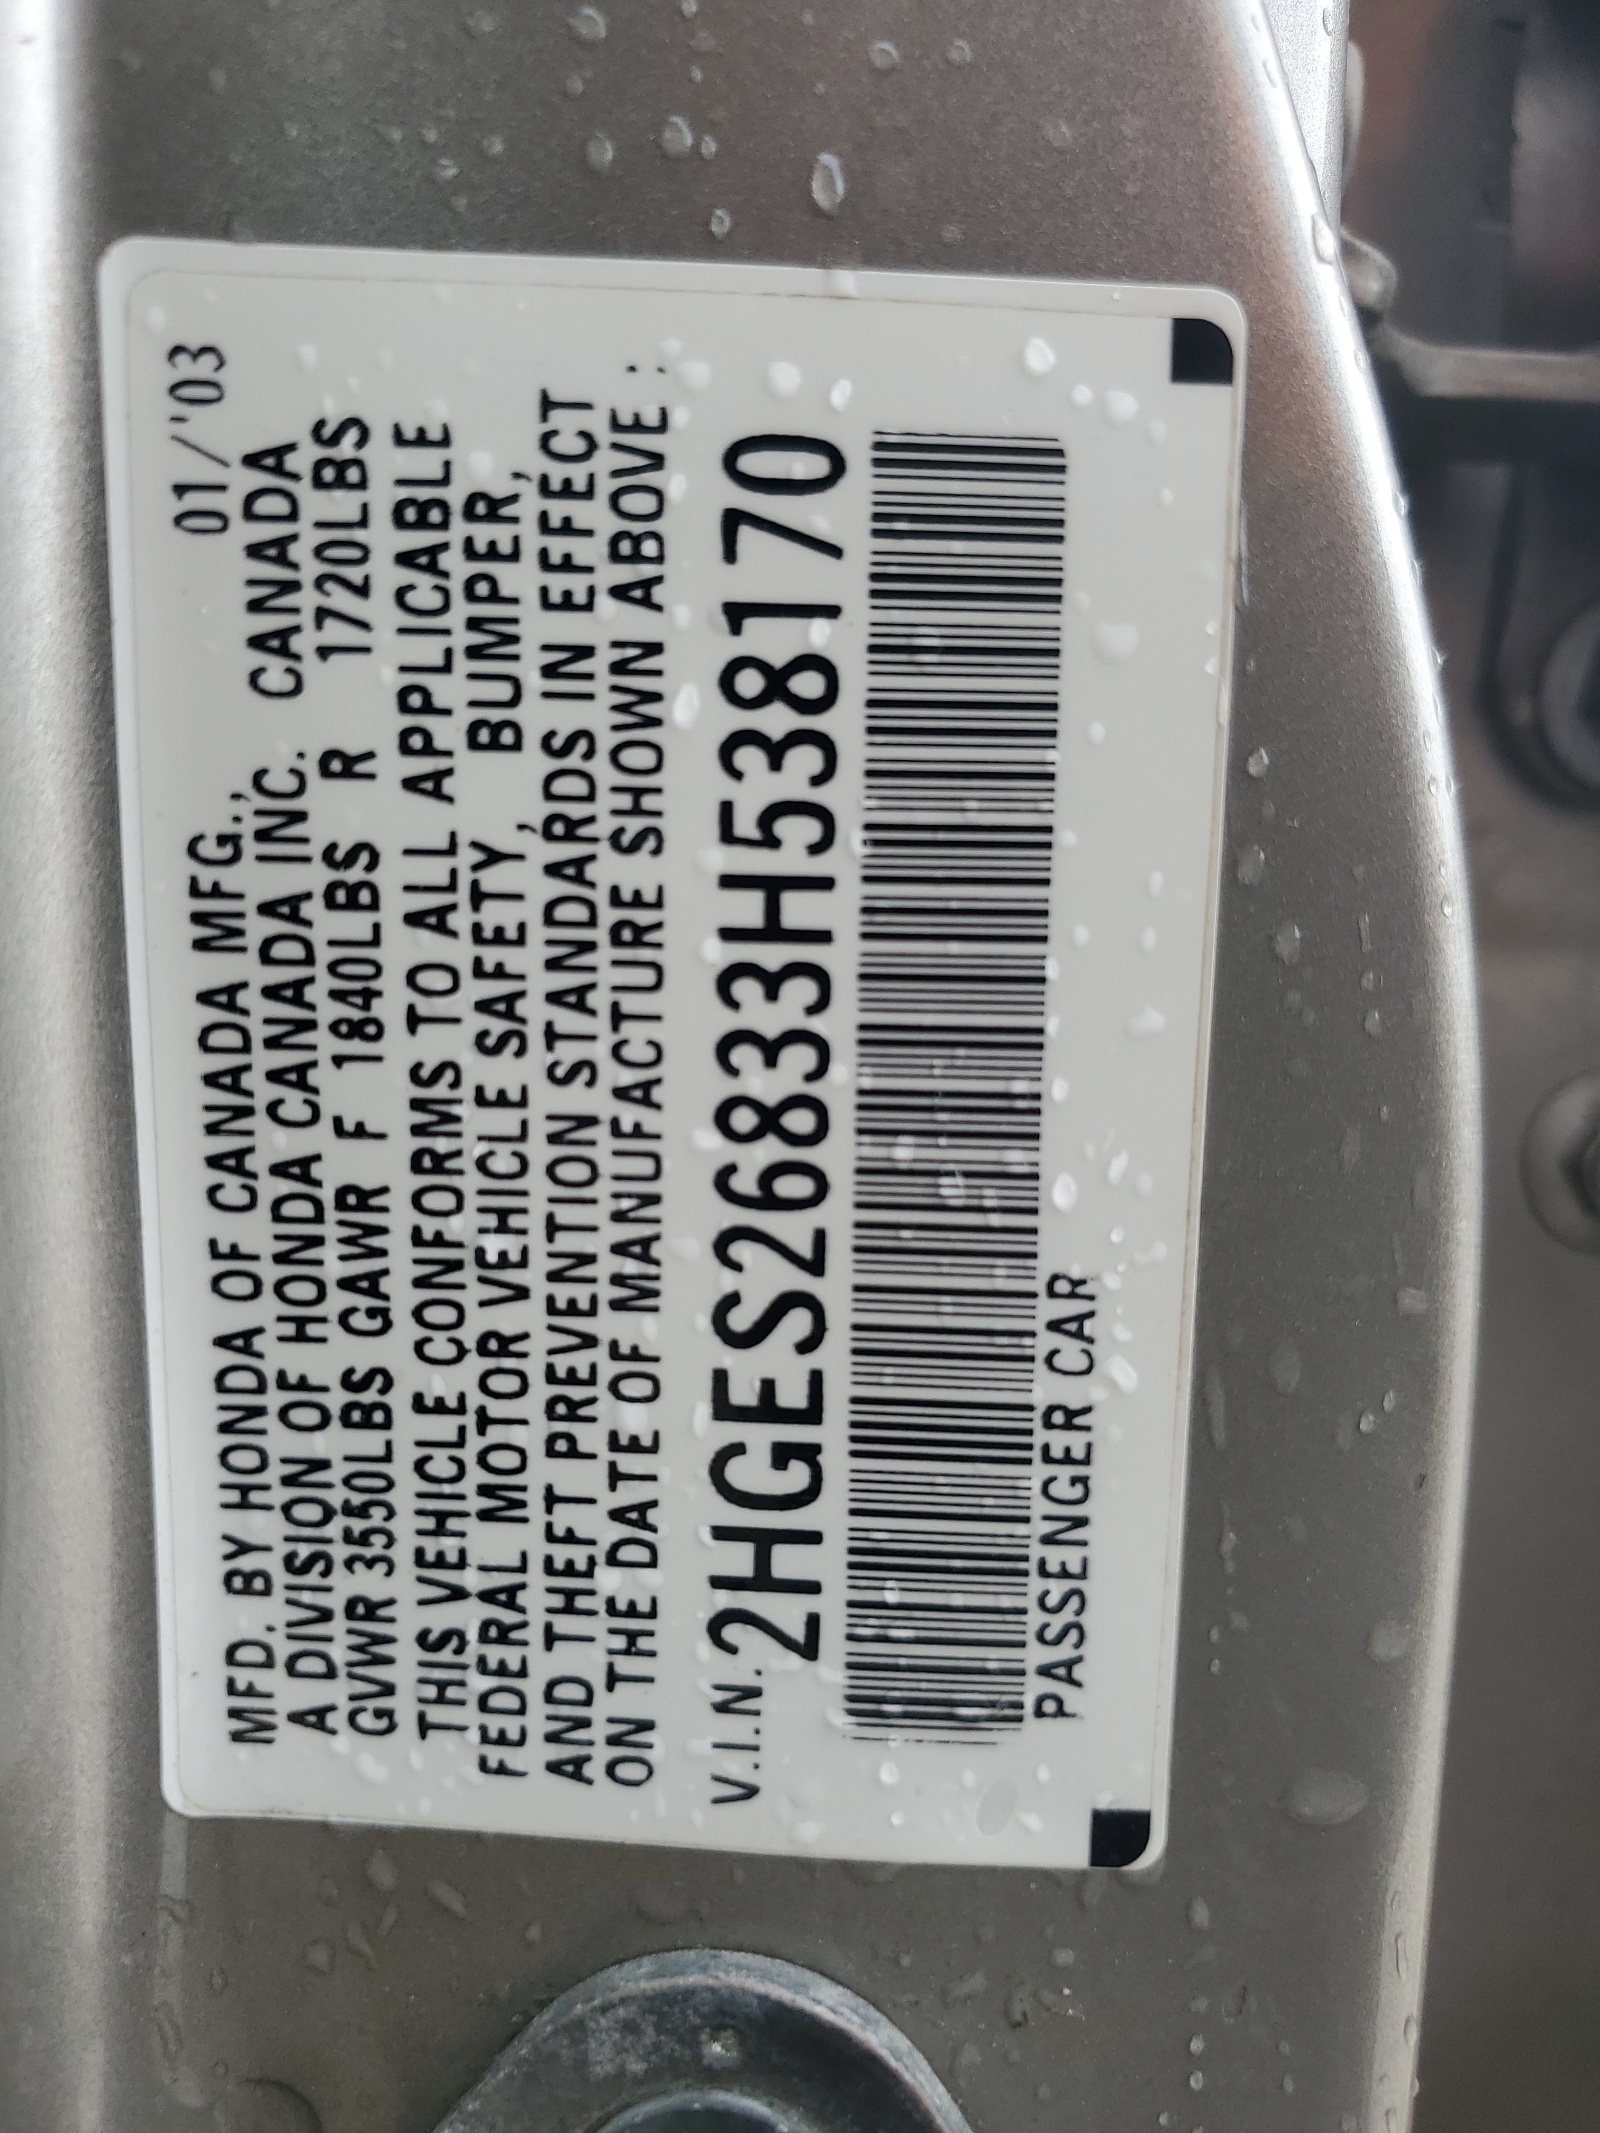 01/'03
MFD. BY HONDA OF CANADA MFG.,
A DIVISION OF HONDA CANADA INC. CANADA
GVWR 3550LBS GAWR F 1840LBS R 1720LBS
THIS VEHICLE CONFORMS TO ALL APPLICABLE
FEDERAL MOTOR VEHICLE SAFETY, BUMPER,
AND THEFT PREVENTION STANDARDS IN EFFECT
ON THE DATE OF MANUFACTURE SHOWN ABOVE :
V.I.N. 2HGES26833H538170
PASSENGER CAR